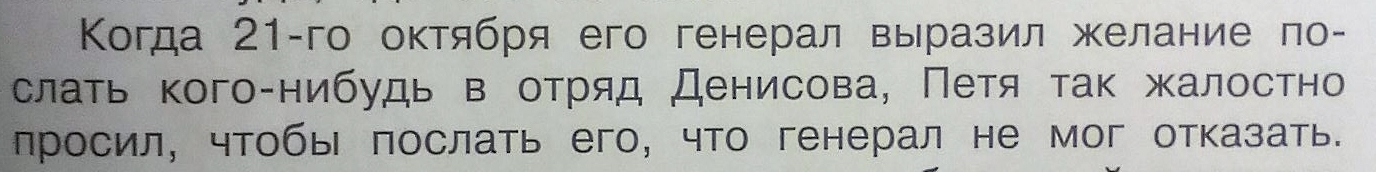 Когда 21-го октября его генерал выразил желание по-
слать кого-нибудь в отряд Денисова, Петя так жалостно
просил, чтобы послать его, что генерал не мог отказать.